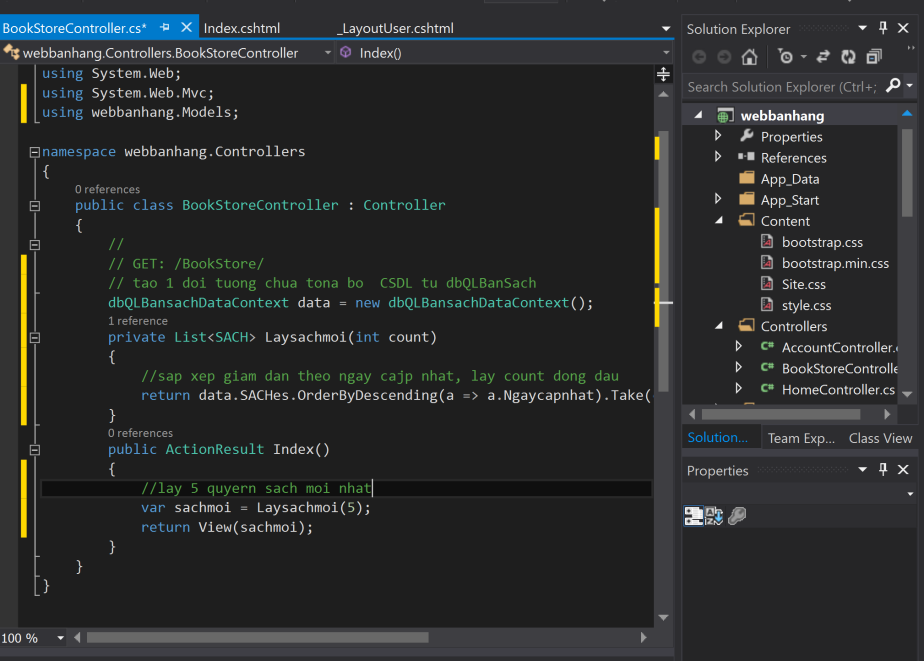 BookStoreController.cs*
Index.cshtml
_LayoutUser.cshtml
webbanhang.Controllers.BookStoreController
Index()
using System.Web;
using System.Web.Mvc;
using webbanhang.Models;
namespace webbanhang.Controllers
{
0 references
public class BookStoreController : Controller
{
//
// GET: /BookStore/
// tao 1 doi tuong chua tona bo  CSDL tu dbQLBanSach
dbQLBansachDataContext data = new dbQLBansachDataContext();
1 reference
private List<SACH> Laysachmoi(int count)
{
//sap xep giam dan theo ngay cajp nhat, lay count dong dau
return data.SACHes.OrderByDescending(a => a.Ngaycapnhat).Take(
}
0 references
public ActionResult Index()
{
//lay 5 quyern sach moi nhat
var sachmoi = Laysachmoi(5);
return View(sachmoi);
}
}
}
100 %
Solution Explorer
Search Solution Explorer (Ctrl+;
webbanhang
Properties
References
App_Data
App_Start
Content
bootstrap.css
bootstrap.min.css
Site.css
style.css
Controllers
AccountController.
BookStoreControlle
HomeController.cs
Solution...
Team Exp...
Class View
Properties